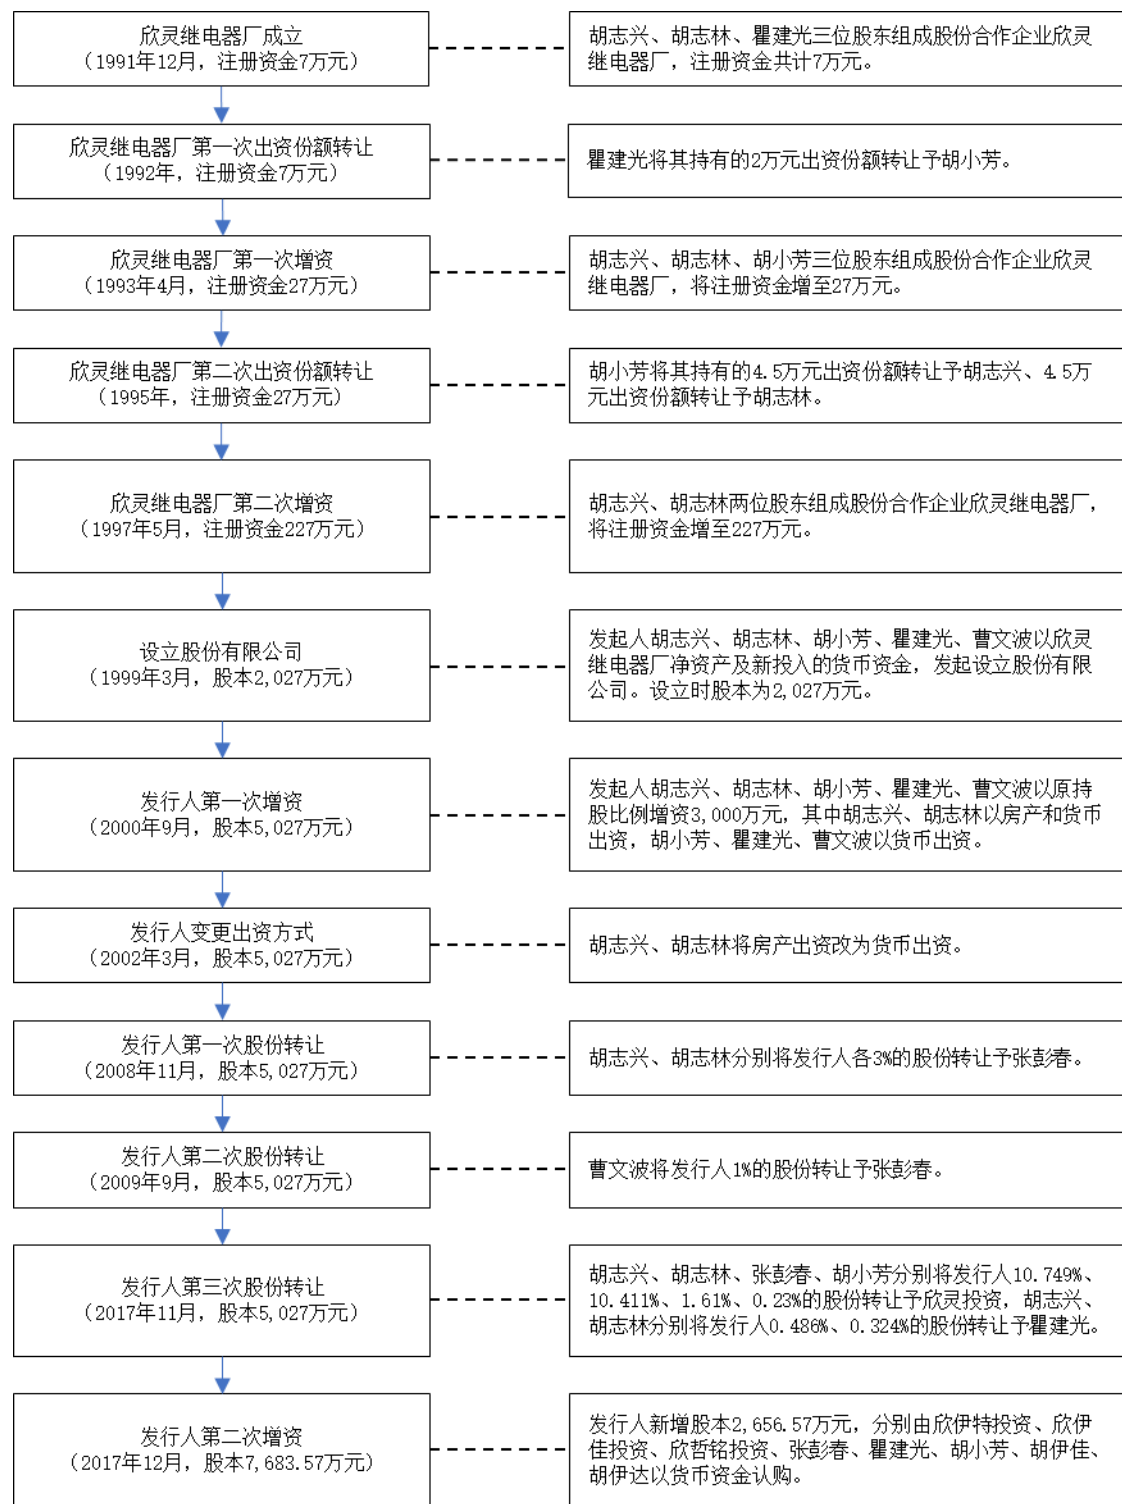 欣灵继电器厂成立
（1991年12月，注册资金7万元）
胡志兴、胡志林、瞿建光三位股东组成股份合作企业欣灵
继电器厂，注册资金共计7万元。
欣灵继电器厂第一次出资份额转让
（1992年，注册资金7万元）
瞿建光将其持有的2万元出资份额转让予胡小芳。
欣灵继电器厂第一次增资
（1993年4月，注册资金27万元）
胡志兴、胡志林、胡小芳三位股东组成股份合作企业欣灵
继电器厂，将注册资金增至27万元。
欣灵继电器厂第二次出资份额转让
（1995年，注册资金27万元）
胡小芳将其持有的4.5万元出资份额转让予胡志兴、4.5万
元出资份额转让予胡志林。
欣灵继电器厂第二次增资
（1997年5月，注册资金227万元）
胡志兴、胡志林两位股东组成股份合作企业欣灵继电器厂，
将注册资金增至227万元。
设立股份有限公司
（1999年3月，股本2,027万元）
发起人胡志兴、胡志林、胡小芳、瞿建光、曹文波以欣灵
继电器厂净资产及新投入的货币资金，发起设立股份有限
公司。设立时股本为2,027万元。
发行人第一次增资
（2000年9月，股本5,027万元）
发起人胡志兴、胡志林、胡小芳、瞿建光、曹文波以原持
股比例增资3,000万元，其中胡志兴、胡志林以房产和货币
出资，胡小芳、瞿建光、曹文波以货币出资。
发行人变更出资方式
（2002年3月，股本5,027万元）
胡志兴、胡志林将房产出资改为货币出资。
发行人第一次股份转让
（2008年11月，股本5,027万元）
胡志兴、胡志林分别将发行人各3%的股份转让予张彭春。
发行人第二次股份转让
（2009年9月，股本5,027万元）
曹文波将发行人1%的股份转让予张彭春。
发行人第三次股份转让
（2017年11月，股本5,027万元）
胡志兴、胡志林、张彭春、胡小芳分别将发行人10.749%、
10.411%、1.61%、0.23%的股份转让予欣灵投资，胡志兴、
胡志林分别将发行人0.486%、0.324%的股份转让予瞿建光。
发行人第二次增资
（2017年12月，股本7,683.57万元）
发行人新增股本2,656.57万元，分别由欣伊特投资、欣伊
佳投资、欣哲铭投资、张彭春、瞿建光、胡小芳、胡伊佳、
胡伊达以货币资金认购。